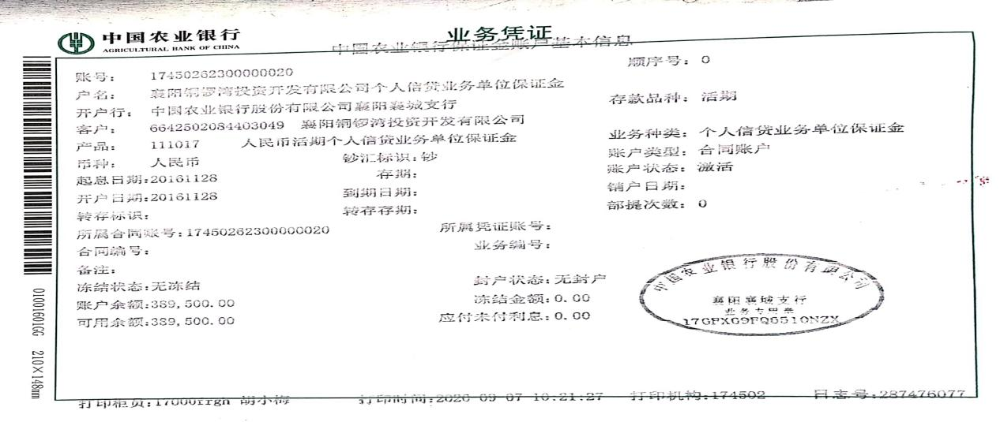 中国农业银行
AGRICULTURAL BANK OF CHINA
业务凭证
中国农业银行保证金账户基本信息
账号： 17450262300000020 顺序号：0
户名： 襄阳铜锣湾投资开发有限公司个人信贷业务单位保证金
开户行： 中国农业银行股份有限公司襄阳襄城支行 存款品种：活期
客户： 6642502084403049 襄阳铜锣湾投资开发有限公司
产品： 111017 人民币活期个人信贷业务单位保证金 业务种类：个人信贷业务单位保证金
币种： 人民币 钞汇标识：钞 账户类型：合同账户
起息日期：20161128 存期： 账户状态：激活
开户日期：20161128 到期日期： 销户日期：
转存标识： 转存存期： 部提次数：0
所属合同账号：17450262300000020 所属凭证账号：
合同编号： 业务编号：
备注：
冻结状态：无冻结 封户状态：无封户
账户余额：389,500.00 冻结金额：0.00
可用余额：389,500.00 应付未付利息：0.00
中国农业银行股份有限公司
襄阳襄城支行
业务专用章
打印柜员： 胡小梅 打印时间：2020-09-07 10:21:27 打印机构：174502 日志号：287476077
01001601GG 210×148mm